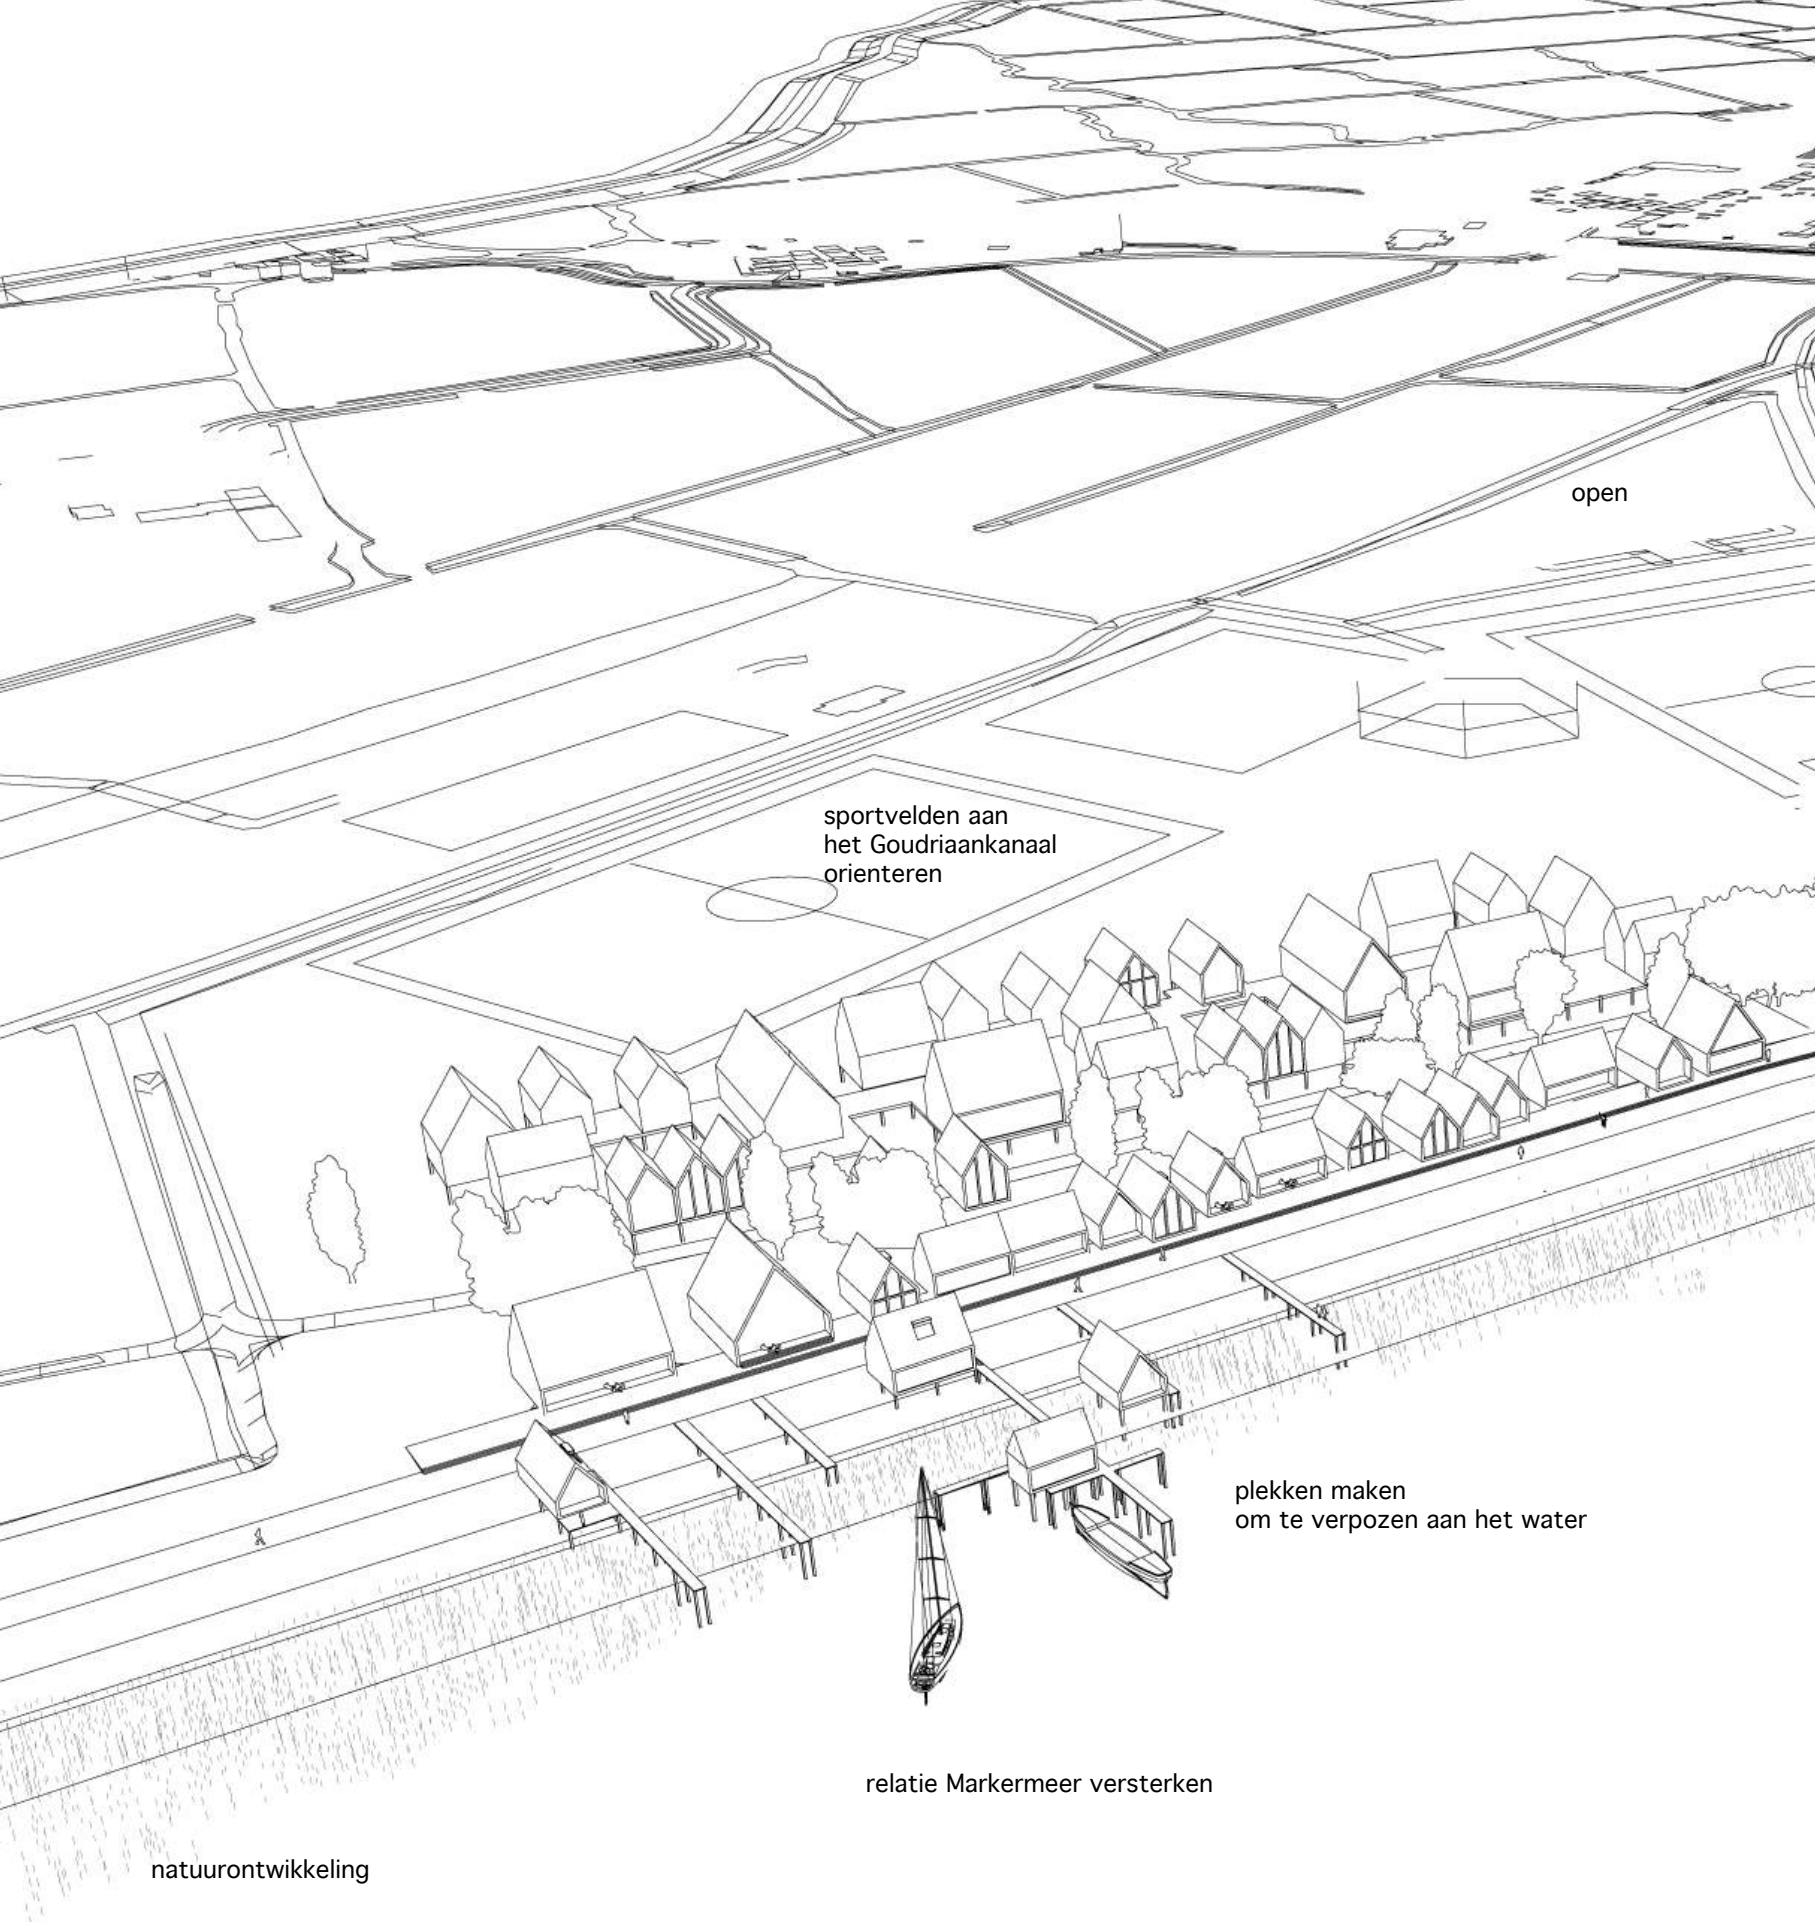 open
sportvelden aan
het Goudriaankanaal
orienteren
plekken maken
om te verpozen aan het water
relatie Markermeer versterken
natuurontwikkeling